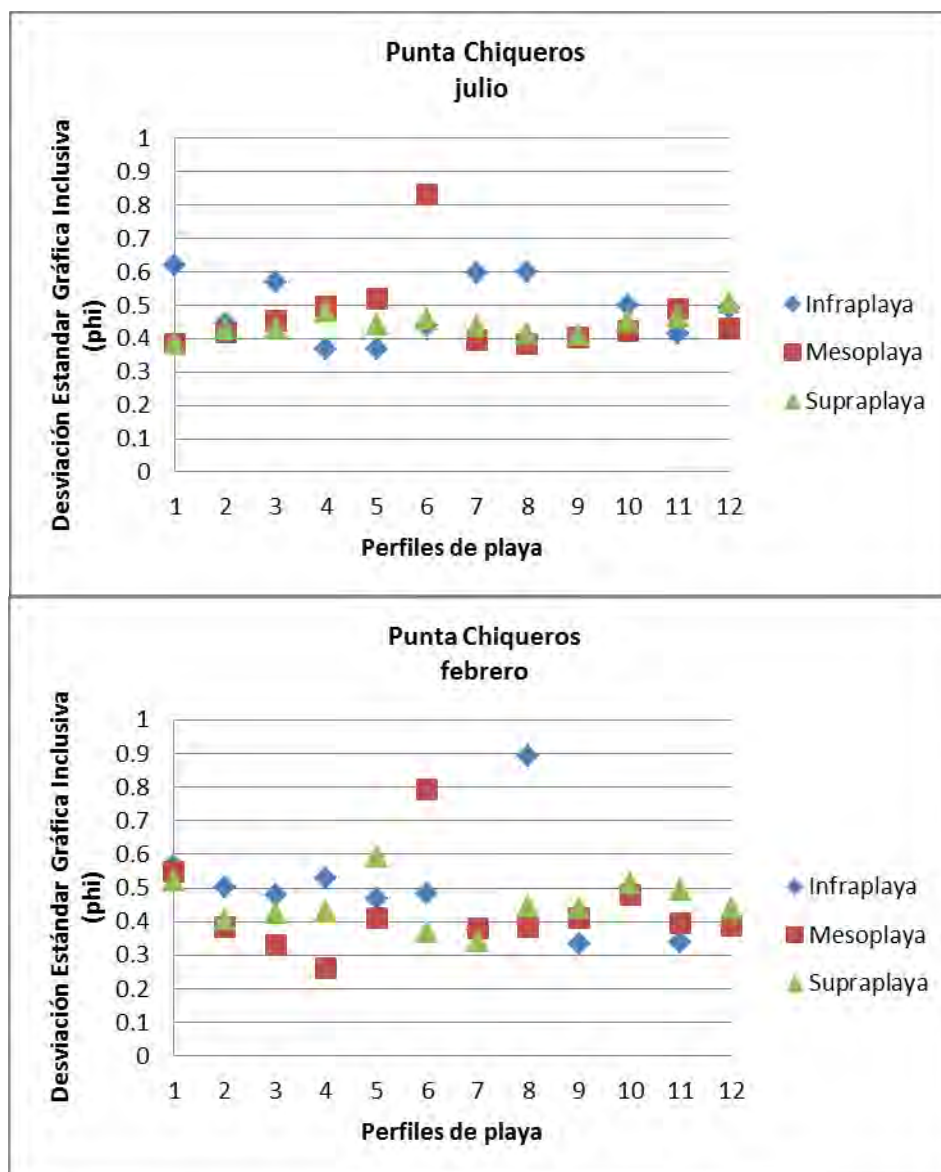 Punta Chiqueros
julio
Desviación Estandar Gráfica Inclusiva
(phi)
1
0.9
0.8
0.7
0.6
0.5
0.4
0.3
0.2
0.1
0
1 2 3 4 5 6 7 8 9 10 11 12
Perfiles de playa
Infraplaya
Mesoplaya
Supraplaya
Punta Chiqueros
febrero
Desviación Estándar Gráfica Inclusiva
(phi)
1
0.9
0.8
0.7
0.6
0.5
0.4
0.3
0.2
0.1
0
1 2 3 4 5 6 7 8 9 10 11 12
Perfiles de playa
Infraplaya
Mesoplaya
Supraplaya